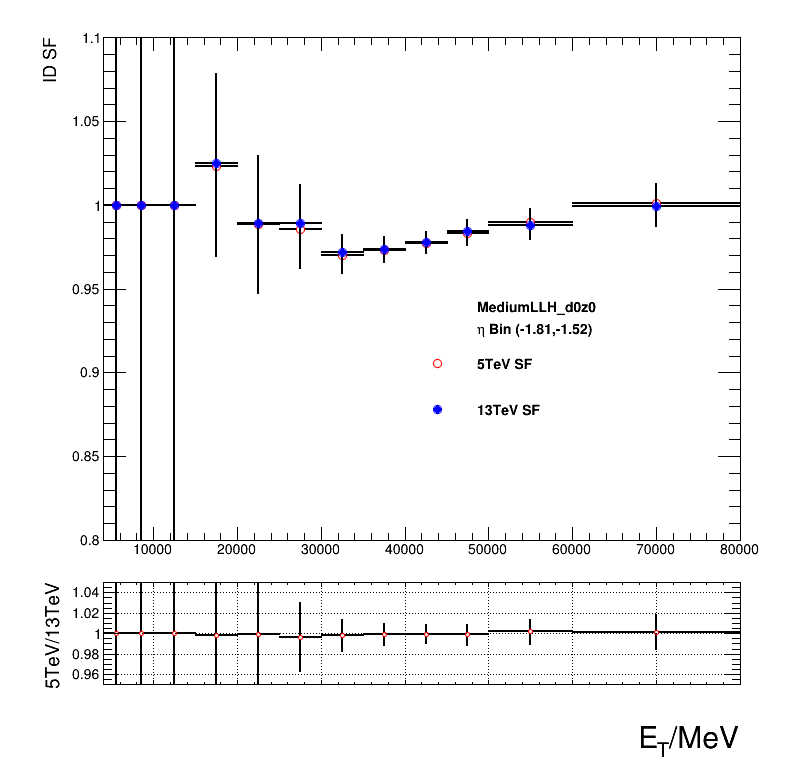 ID SF
1.1
1.05
1
0.95
0.9
0.85
0.8
MediumLLH_d0z0
η Bin (-1.81,-1.52)
5TeV SF
13TeV SF
10000 20000 30000 40000 50000 60000 70000 80000
5TeV/13TeV
1.04
1.02
1
0.98
0.96
E_T/MeV